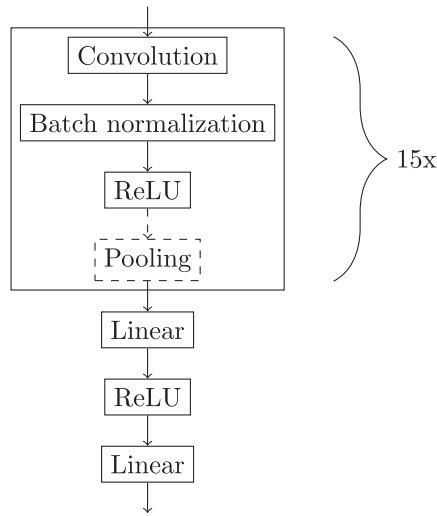 Convolution
Batch normalization
ReLU
Pooling
15x
Linear
ReLU
Linear